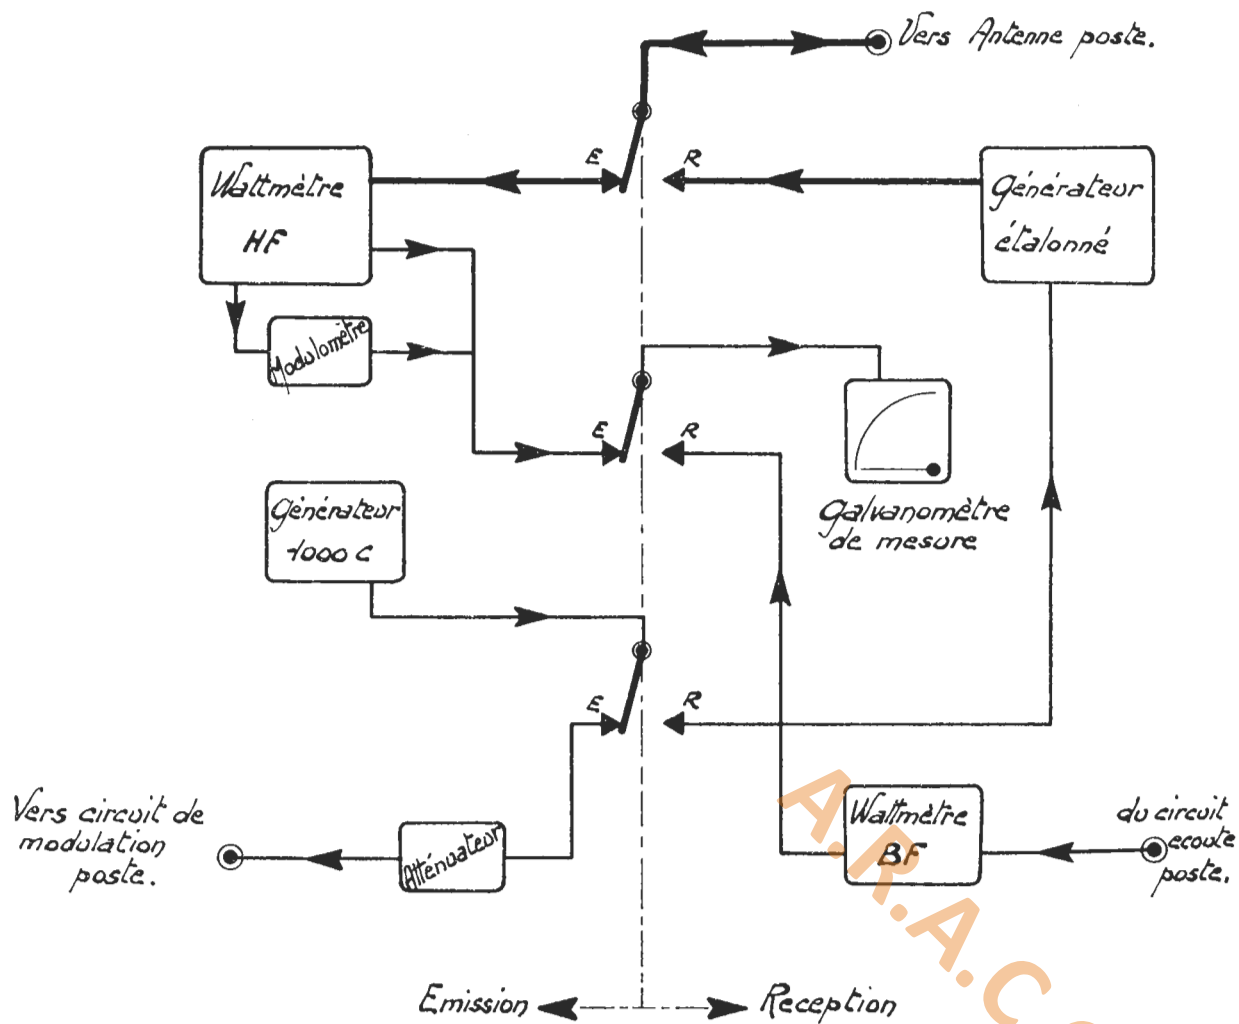 Vers Antenne poste.
E
R
Wattmètre
HF
Générateur
étalonné
Modulomètre
E
R
Générateur
1000 C
Galvanomètre
de mesure
E
R
Vers circuit de
modulation
poste.
Atténuateur
Wattmètre
BF
du circuit
ecoute
poste.
Emission
Reception
A.R.A.C